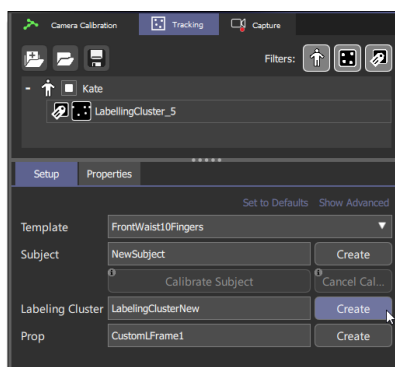 Camera Calibration Tracking Capture
Filters:
- Kate
LabellingCluster_5
Setup Properties
Set to Defaults Show Advanced
Template FrontWaist10Fingers
Subject NewSubject Create
Calibrate Subject Cancel Cal...
Labeling Cluster LabelingClusterNew Create
Prop CustomLFrame1 Create